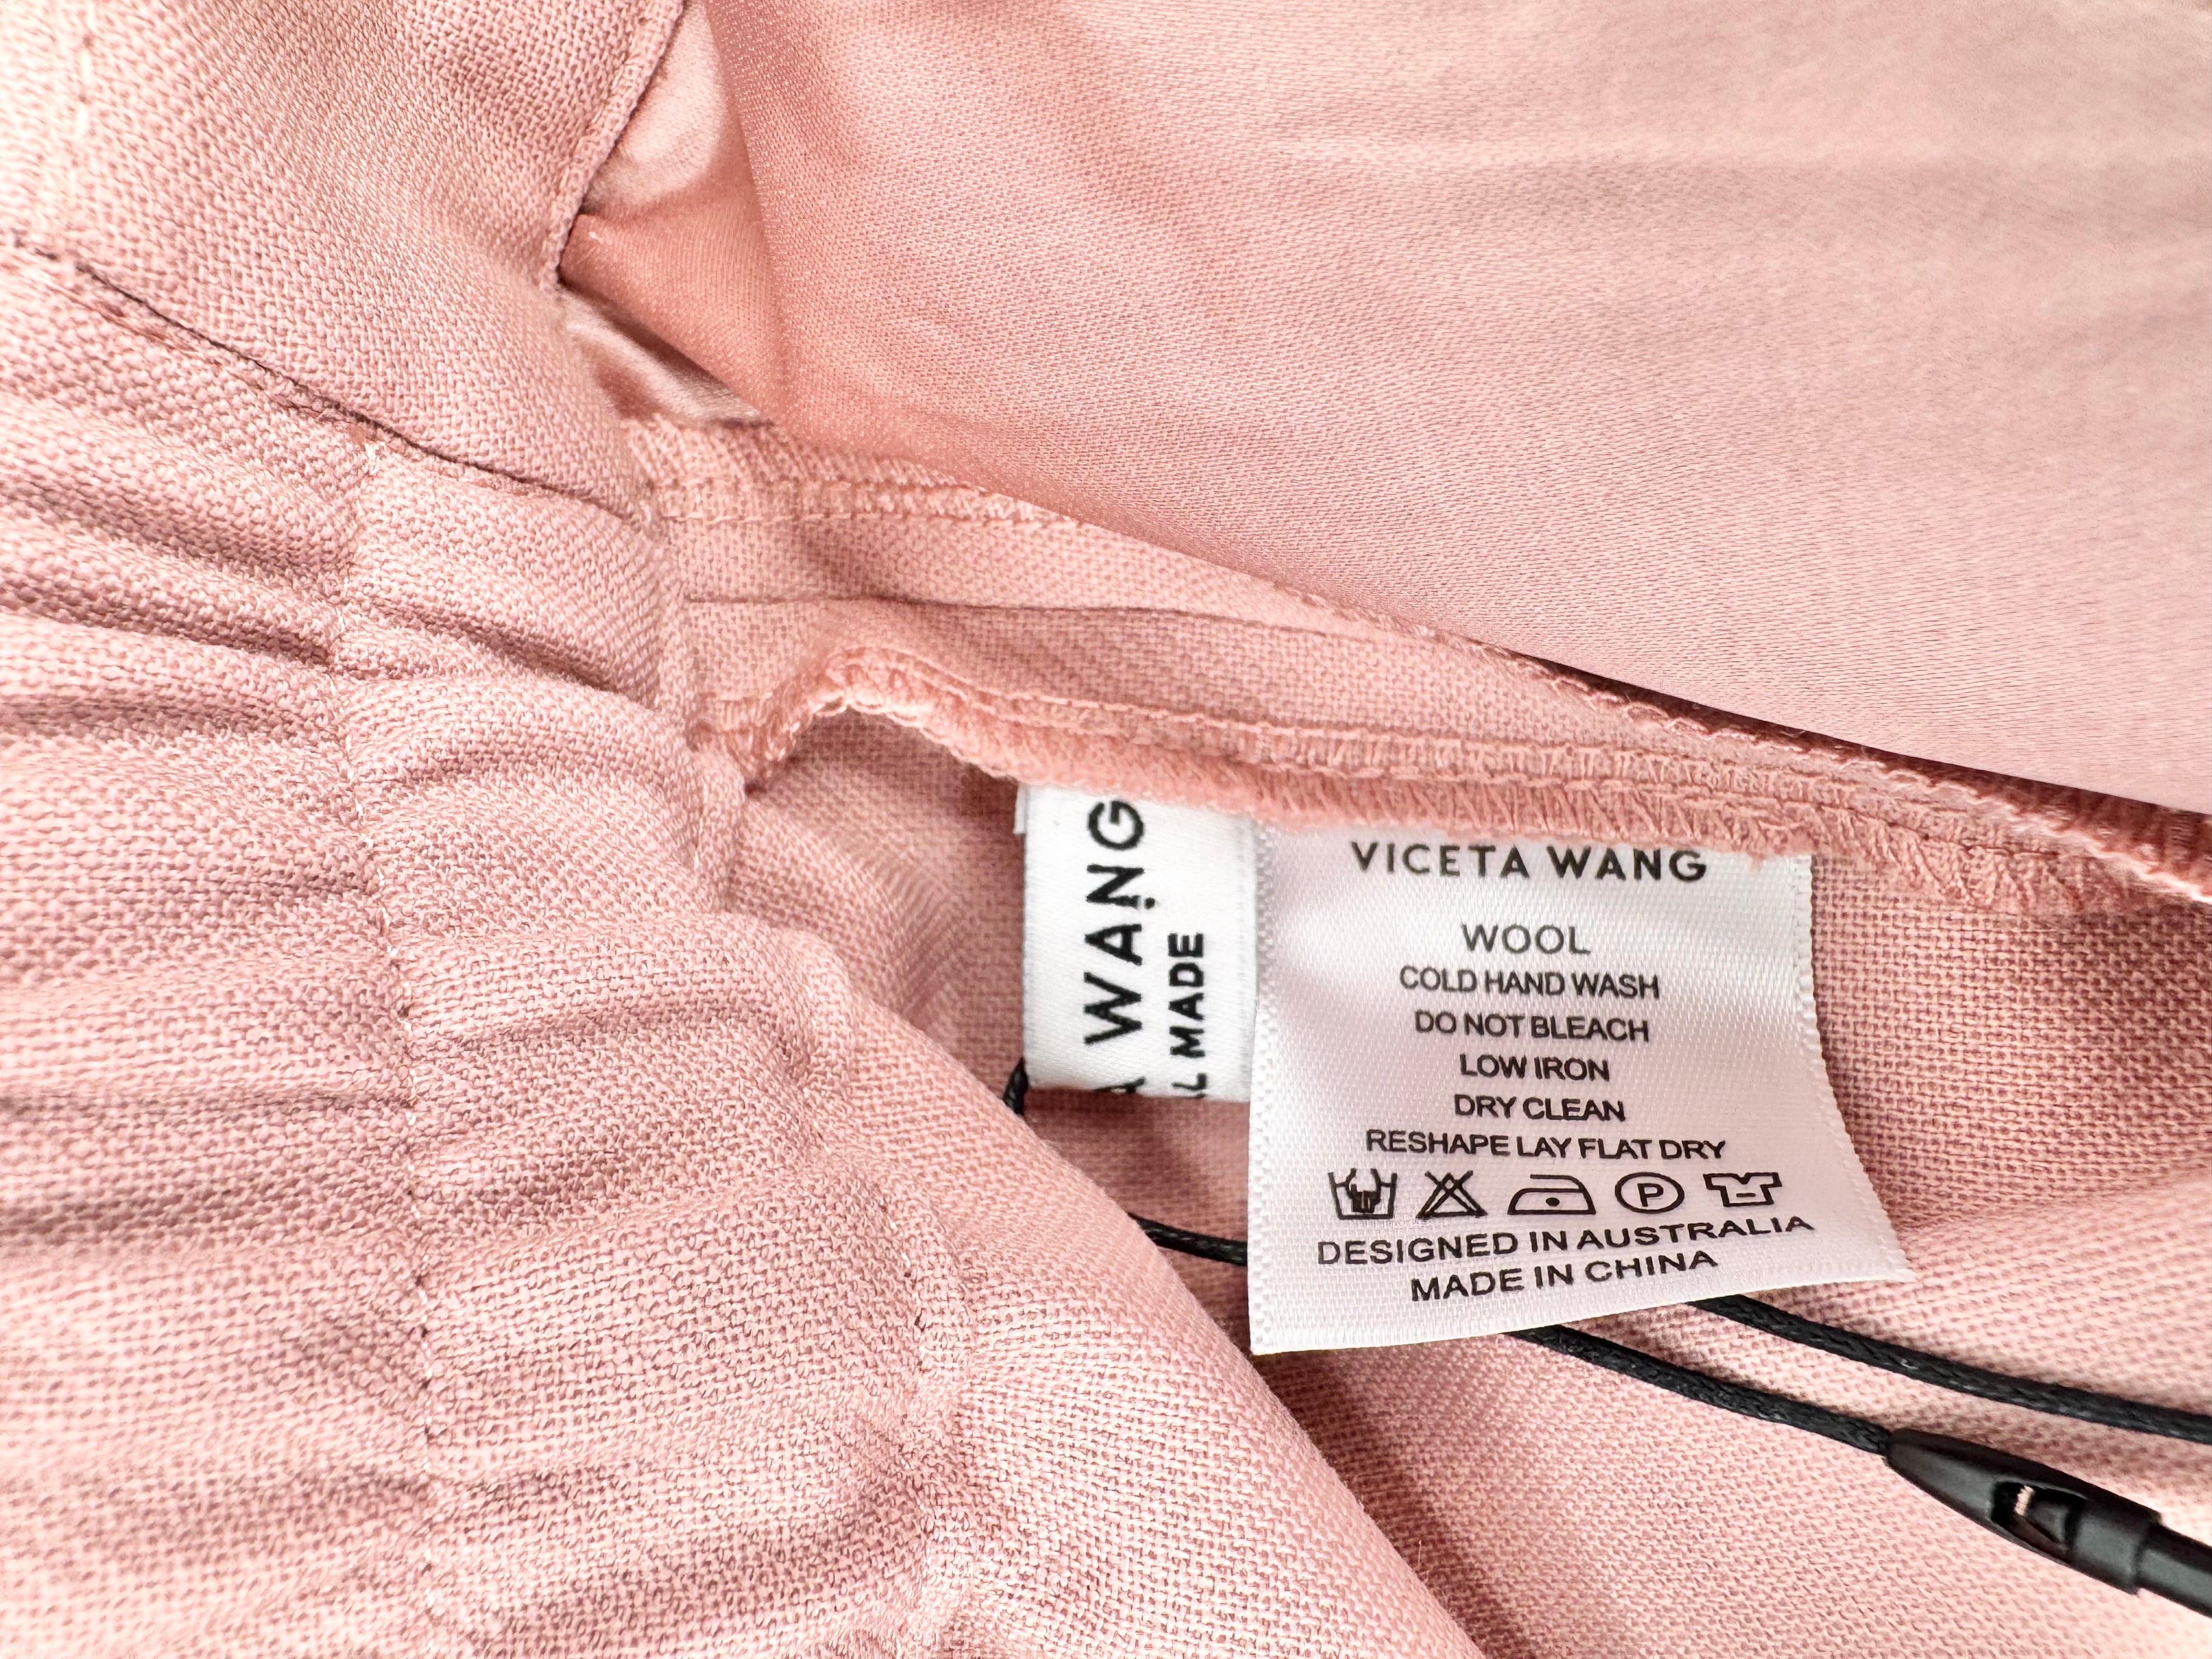 WANG
MADE
VICETA WANG
WOOL
COLD HAND WASH
DO NOT BLEACH
LOW IRON
DRY CLEAN
RESHAPE LAY FLAT DRY
P
DESIGNED IN AUSTRALIA
MADE IN CHINA